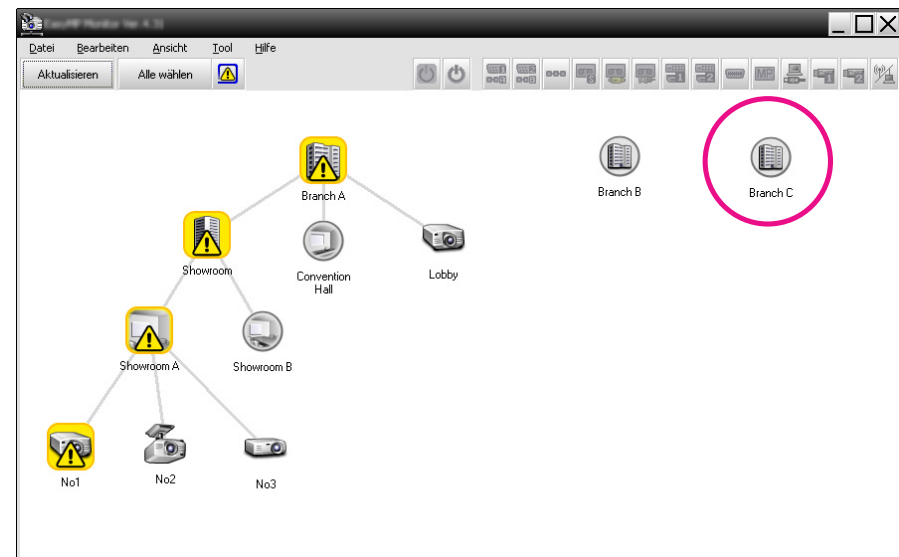 Datei Bearbeiten Ansicht Tool Hilfe
Aktualisieren Alle wählen
Branch A
Branch B
Branch C
Showroom
Convention
Hall
Lobby
Showroom A
Showroom B
No1
No2
No3